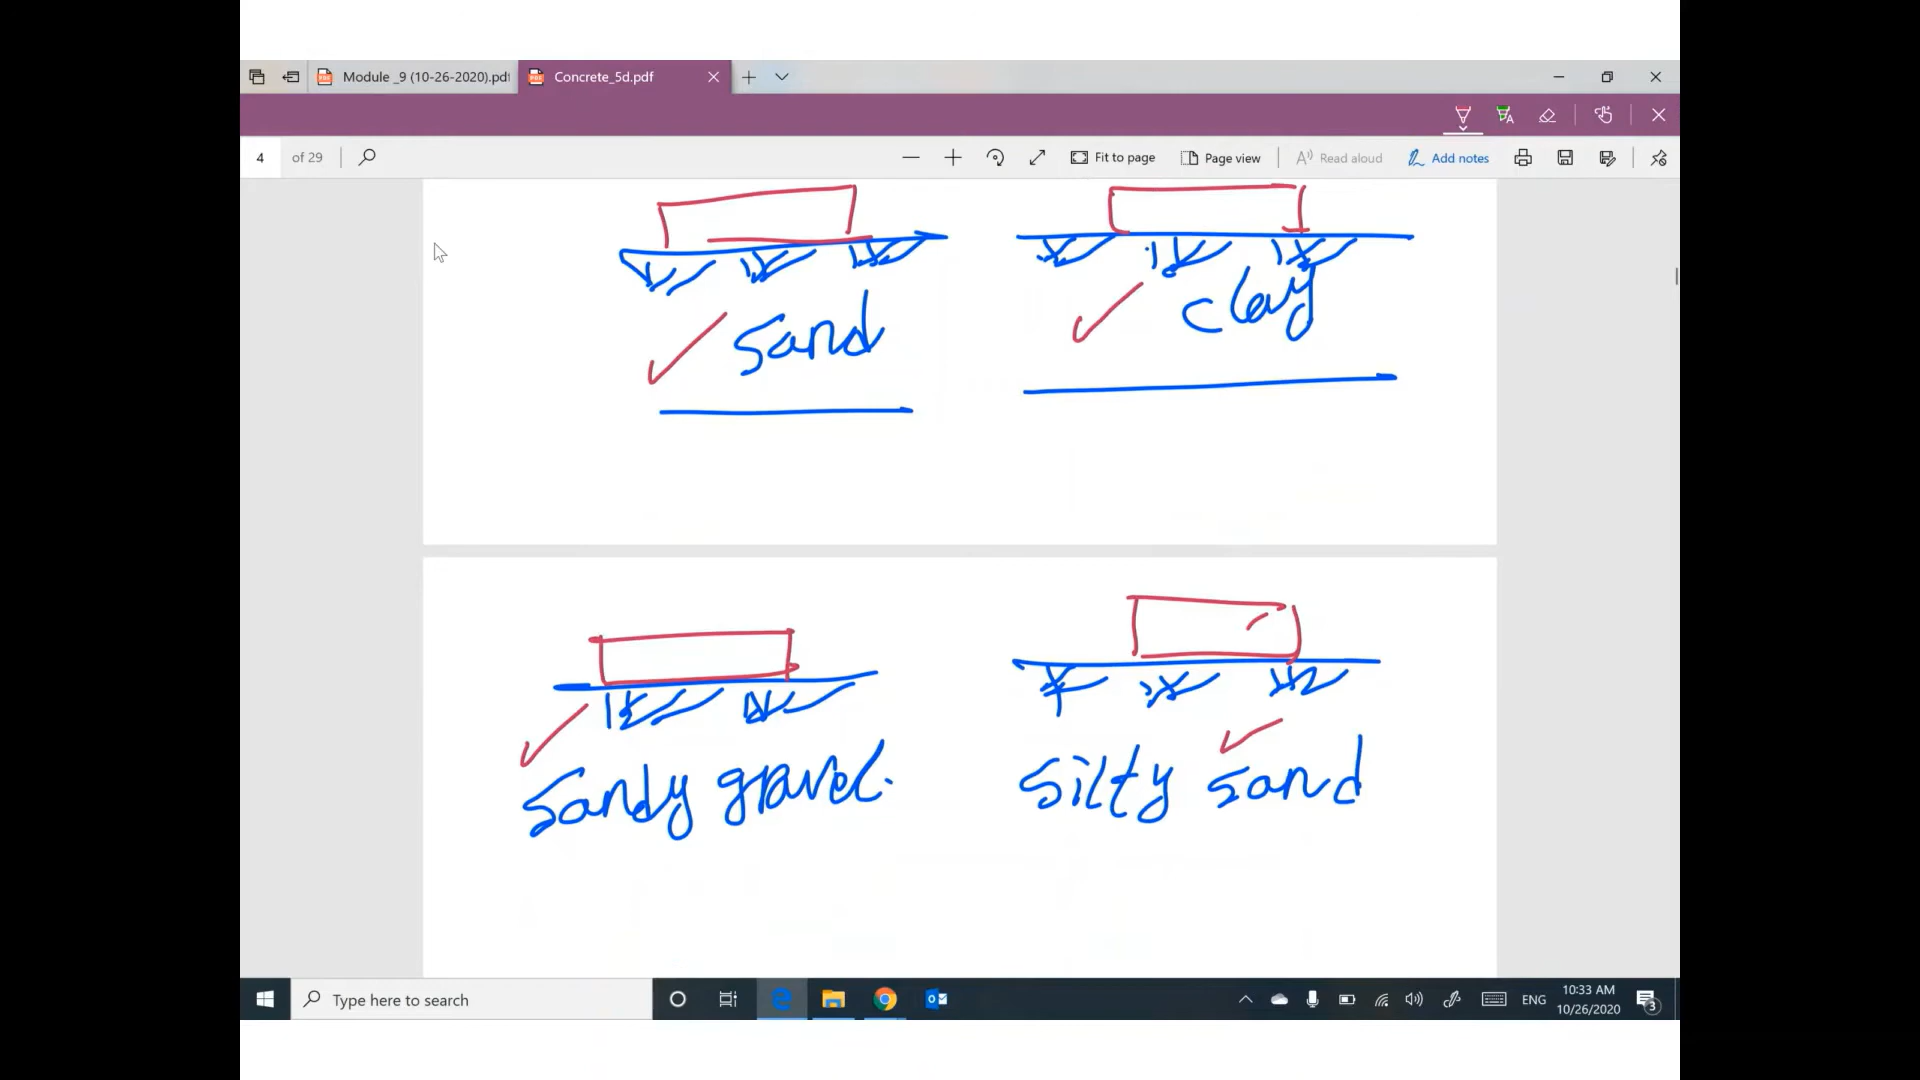 Module _9 (10-26-2020).pdf
Concrete_5d.pdf
4 of 29
Fit to page
Page view
Read aloud
Add notes
sand
clay
sandy gravel.
silty sand
Type here to search
ENG
10:33 AM
10/26/2020
3